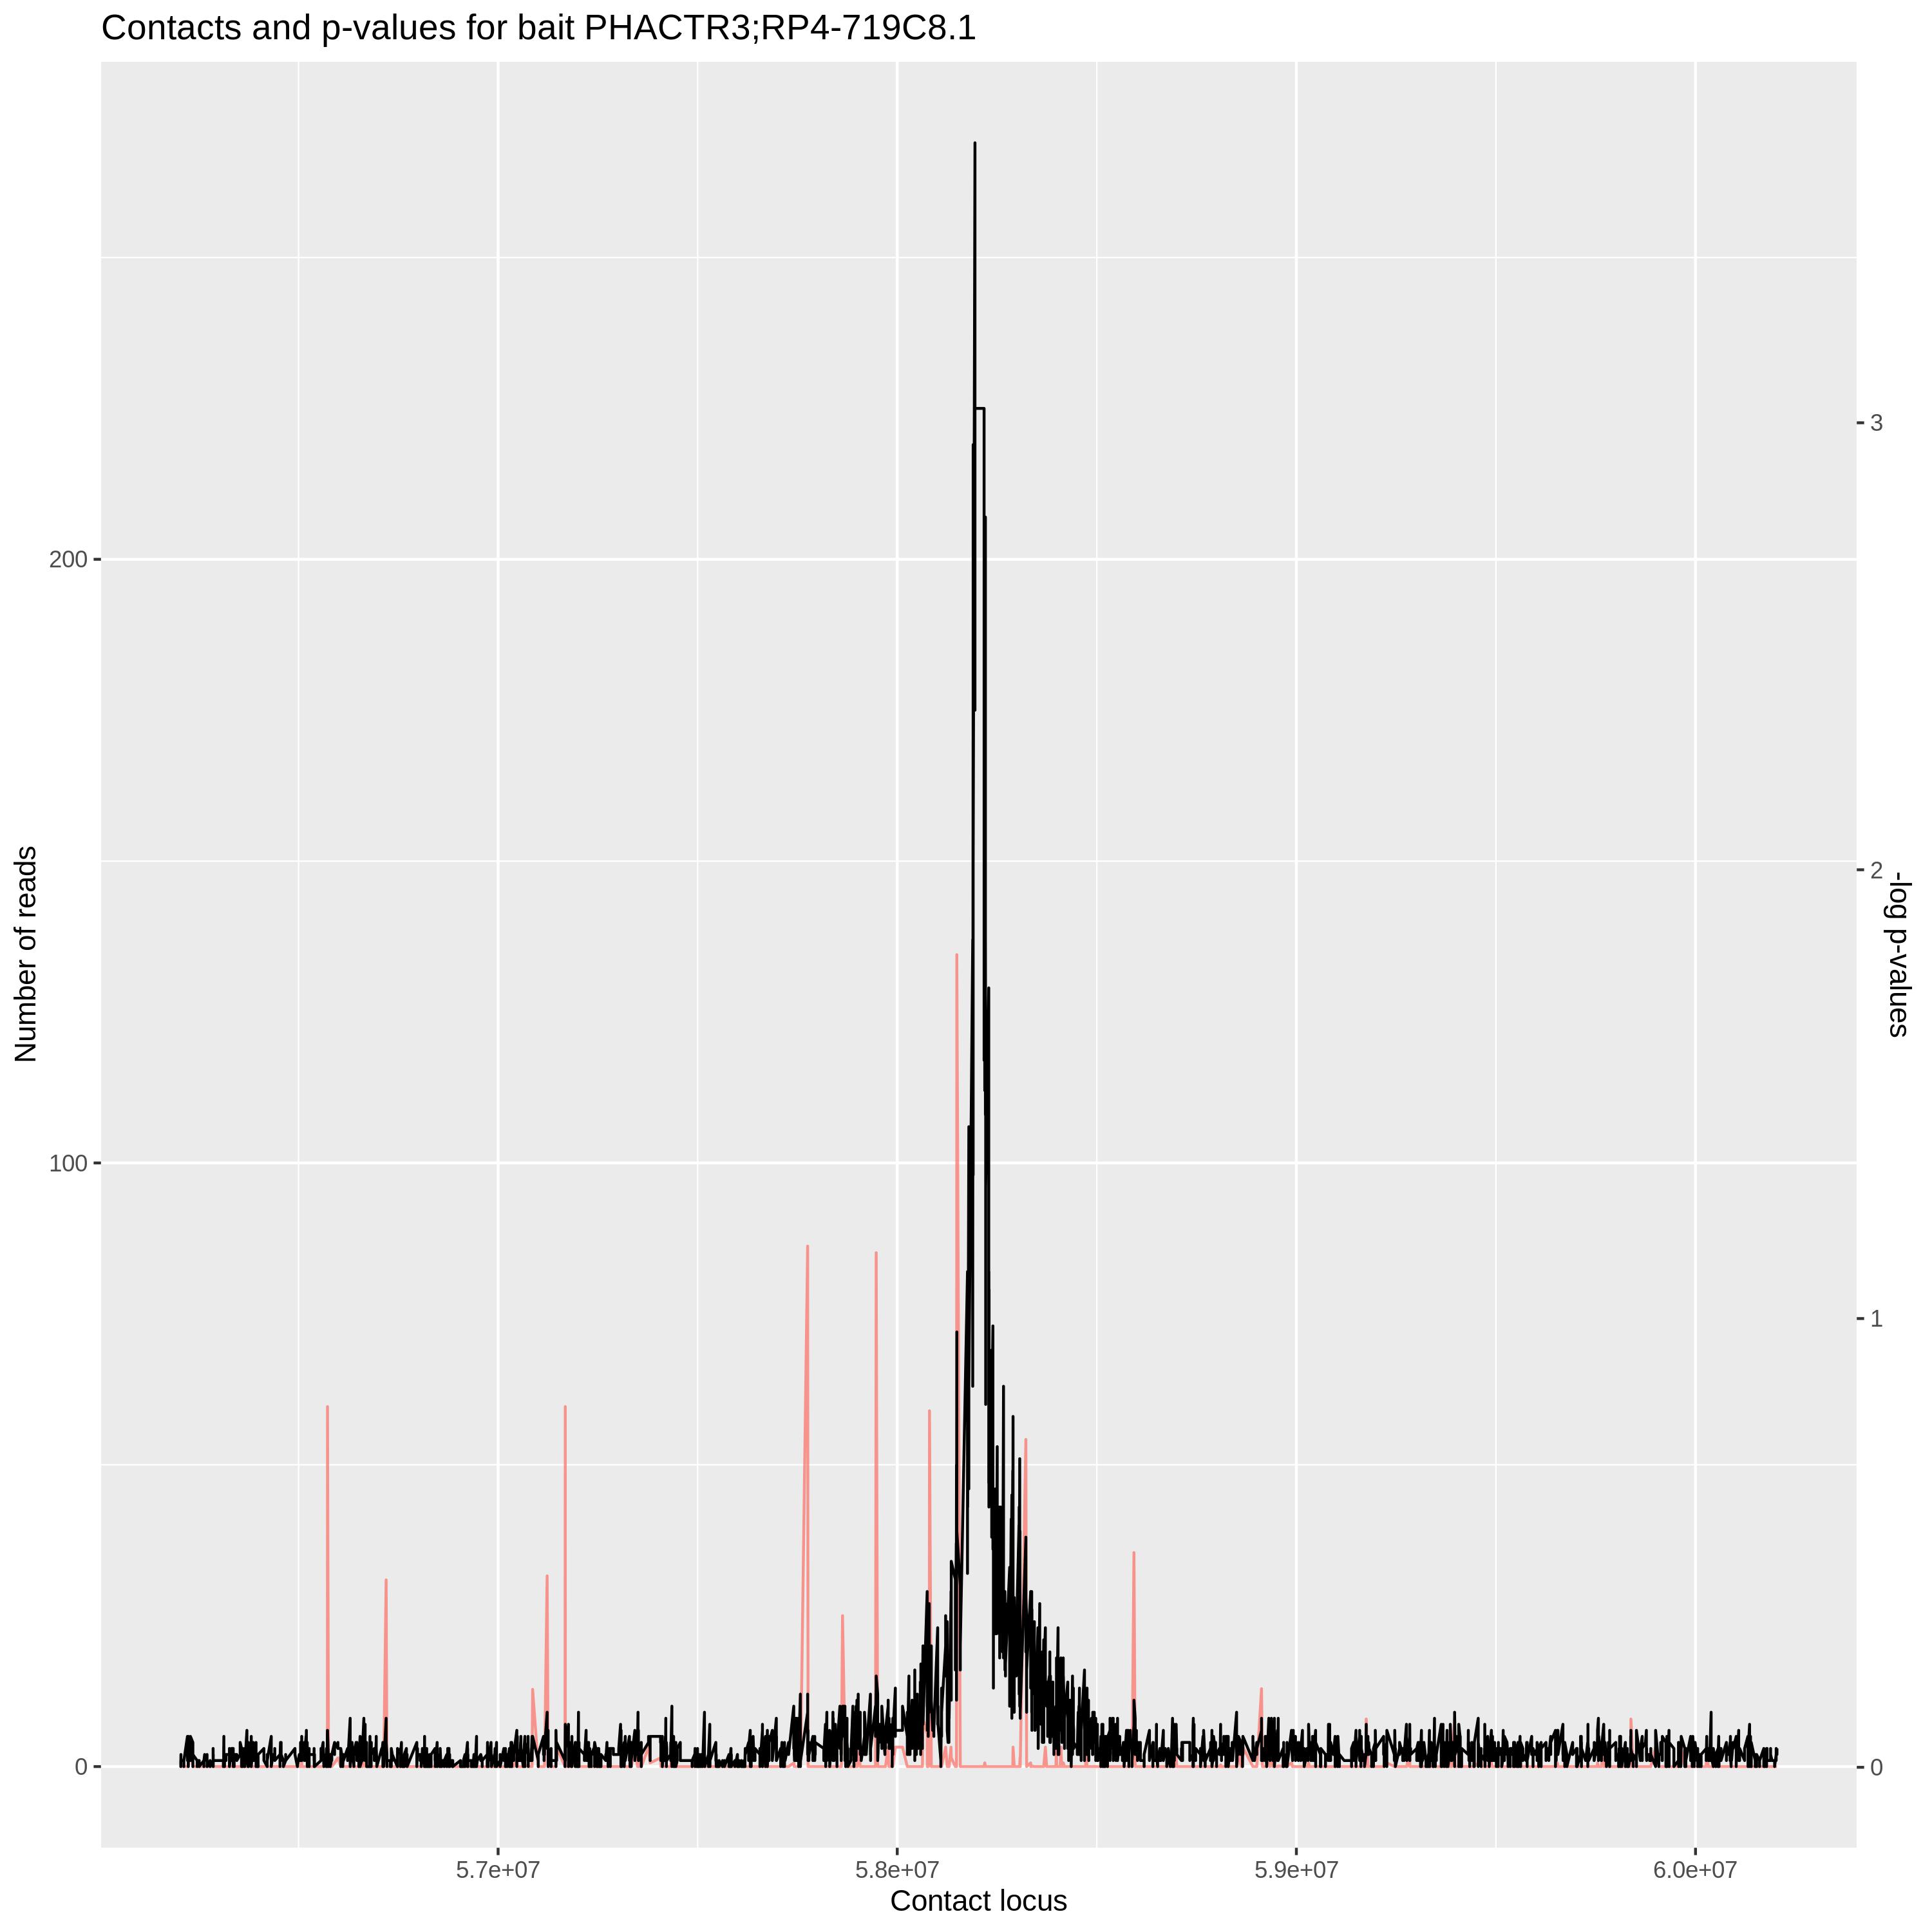 Contacts and p-values for bait PHACTR3;RP4-719C8.1
Number of reads
200
100
0
3
2
1
0
-log p-values
5.7e+07
5.8e+07
5.9e+07
6.0e+07
Contact locus